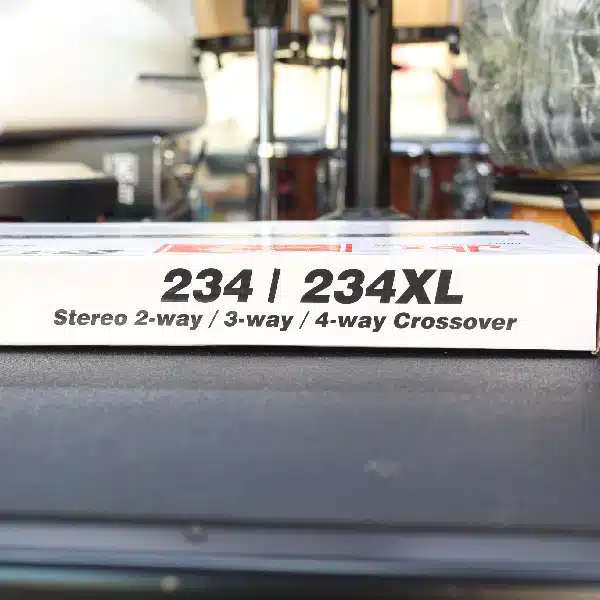 234 / 234XL
Stereo 2-way / 3-way / 4-way Crossover